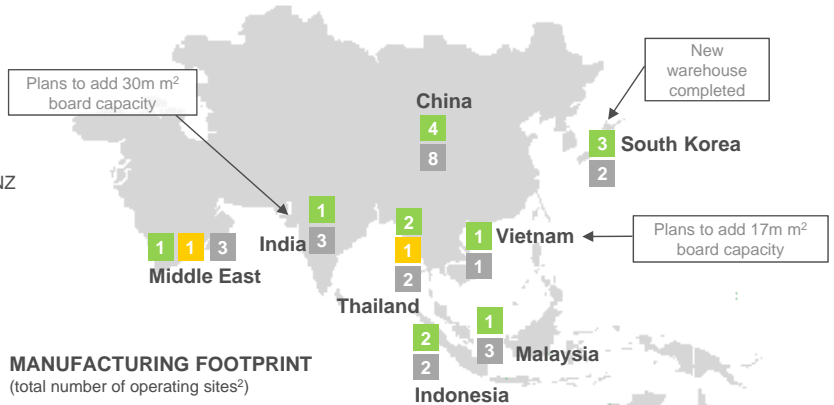 New
warehouse
completed
Plans to add 30m m²
board capacity
China
4
8
3
2
South Korea
NZ
1
3
India
2
1
2
Thailand
1
1
Vietnam
Plans to add 17m m²
board capacity
1 1 3
Middle East
:
1
3
Malaysia
2
2
Indonesia
MANUFACTURING FOOTPRINT
(total number of operating sites²)